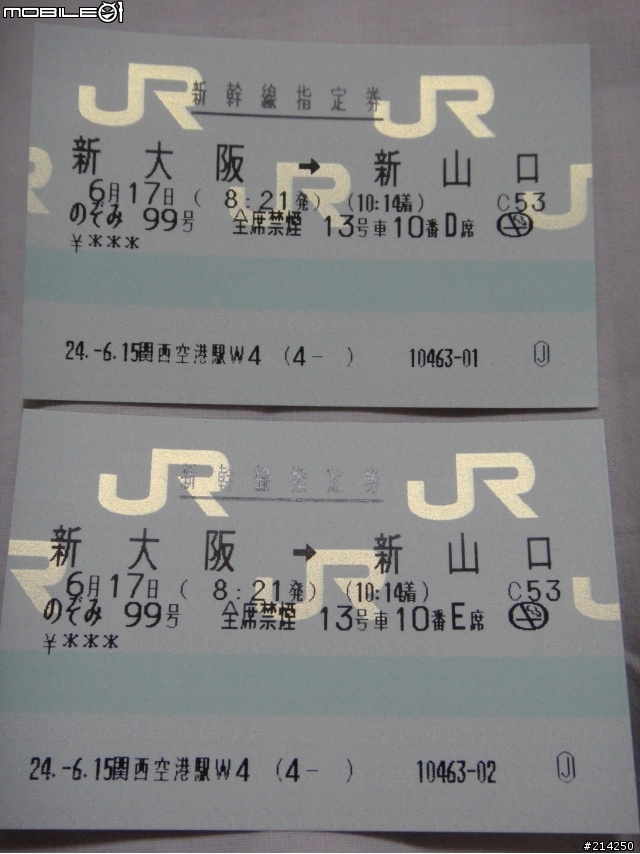 MOBILE01
JR JR
新幹線指定券
新大阪 → 新山口
6月17日 ( 8:21発) (10:14着) C53
のぞみ 99号 全席禁煙 13号車10番D席
¥***
24.-6.15関西空港駅W4 (4- ) 10463-01 J
JR JR
新幹線指定券
新大阪 → 新山口
6月17日 ( 8:21発) (10:14着) C53
のぞみ 99号 全席禁煙 13号車10番E席
¥***
24.-6.15関西空港駅W4 (4- ) 10463-02 J
#214250